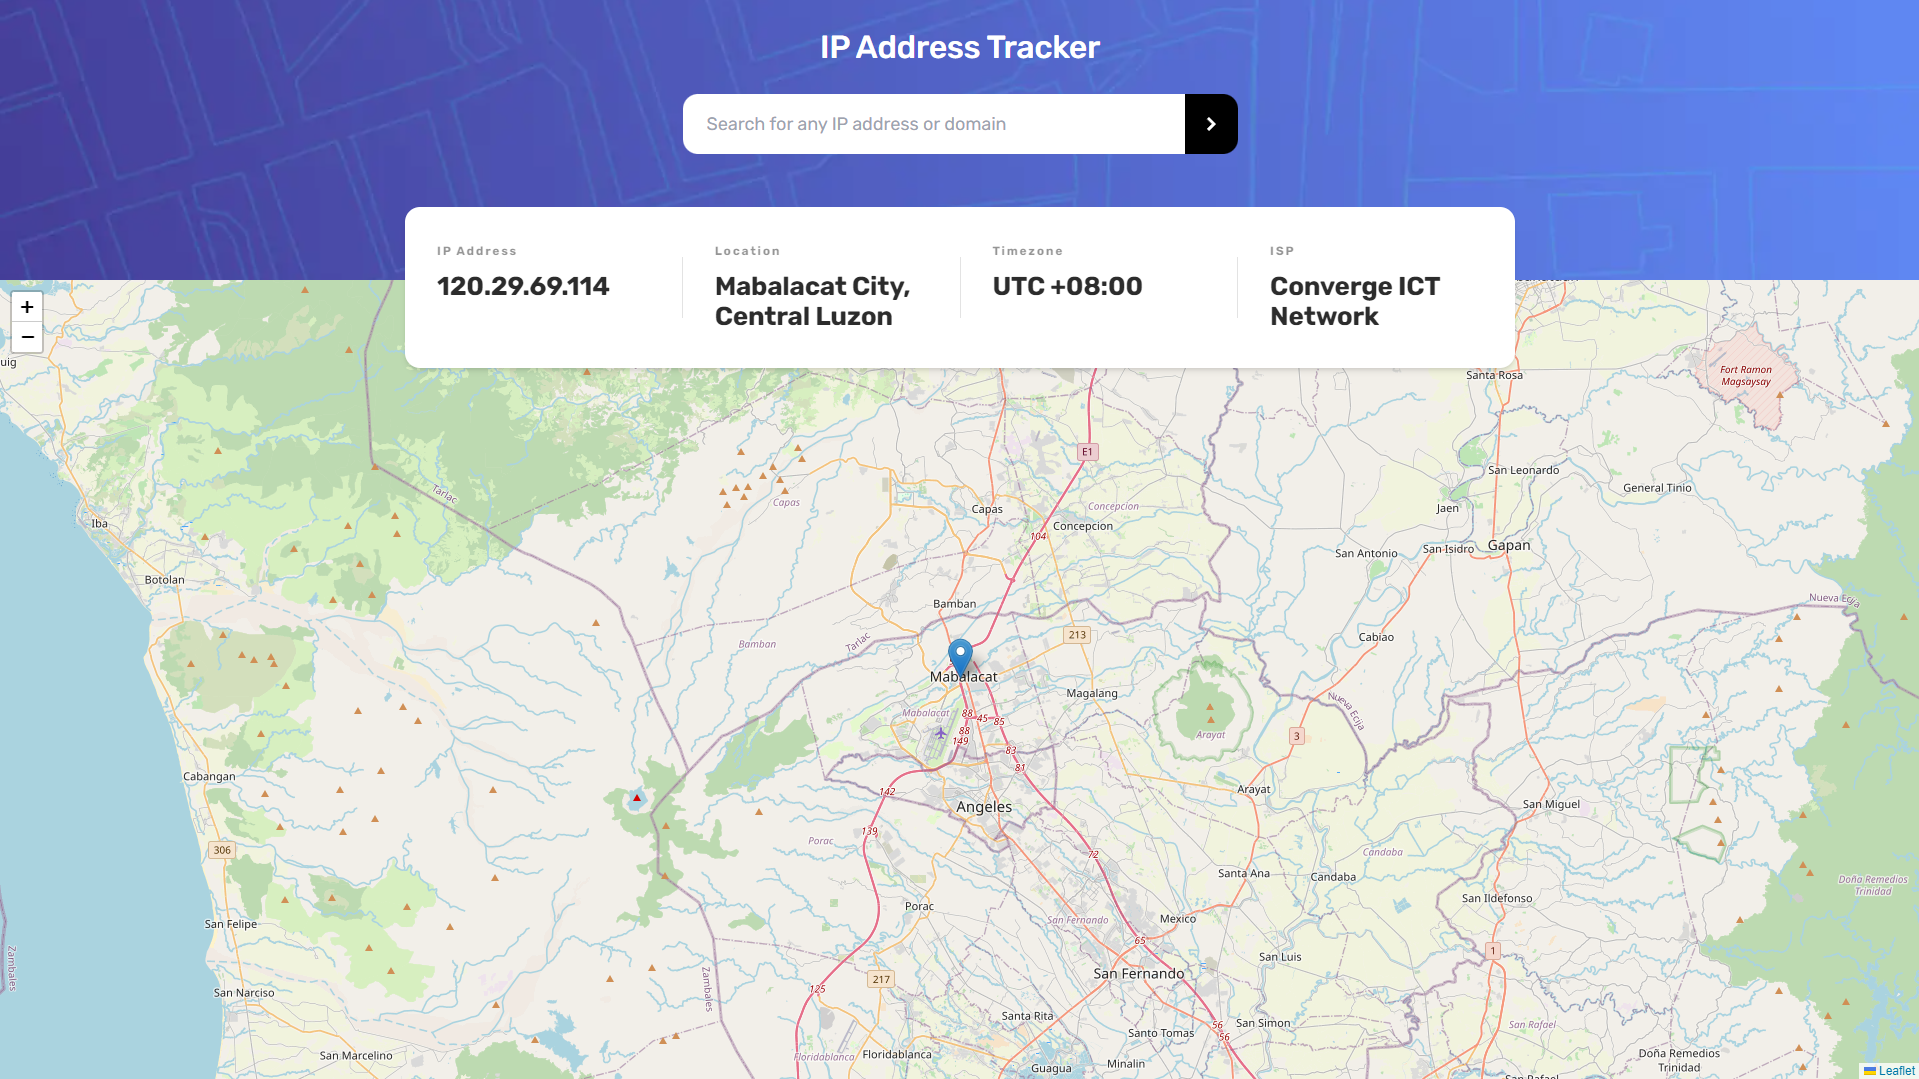 IP Address Tracker
Search for any IP address or domain
IP Address
120.29.69.114
Location
Mabalacat City,
Central Luzon
Timezone
UTC +08:00
ISP
Converge ICT
Network
+
−
uig
Santa Rosa
Fort Ramon
Magsaysay
E1
San Leonardo
Tarlac
General Tinio
Capas
Capas
Concepcion
Jaen
Iba
Concepcion
104
San Antonio
San Isidro
Gapan
Botolan
Bamban
Nueva Ecija
213
Cabiao
Tarlac
Bamban
Mabalacat
Magalang
Nueva Ecija
Mabalacat
88
45
85
88
149
Arayat
3
83
81
Cabangan
142
Arayat
Angeles
San Miguel
139
Porac
306
72
Candaba
Santa Ana
Candaba
Doña Remedios
Trinidad
San Ildefonso
Porac
San Fernando
Mexico
San Felipe
65
1
Zambales
San Luis
San Fernando
217
Zambales
125
San Narciso
Santa Rita
56
San Simon
San Rafael
Santo Tomas
56
San Marcelino
Floridablanca
Floridablanca
Guagua
Minalin
Doña Remedios
Trinidad
San Rafael
Leaflet